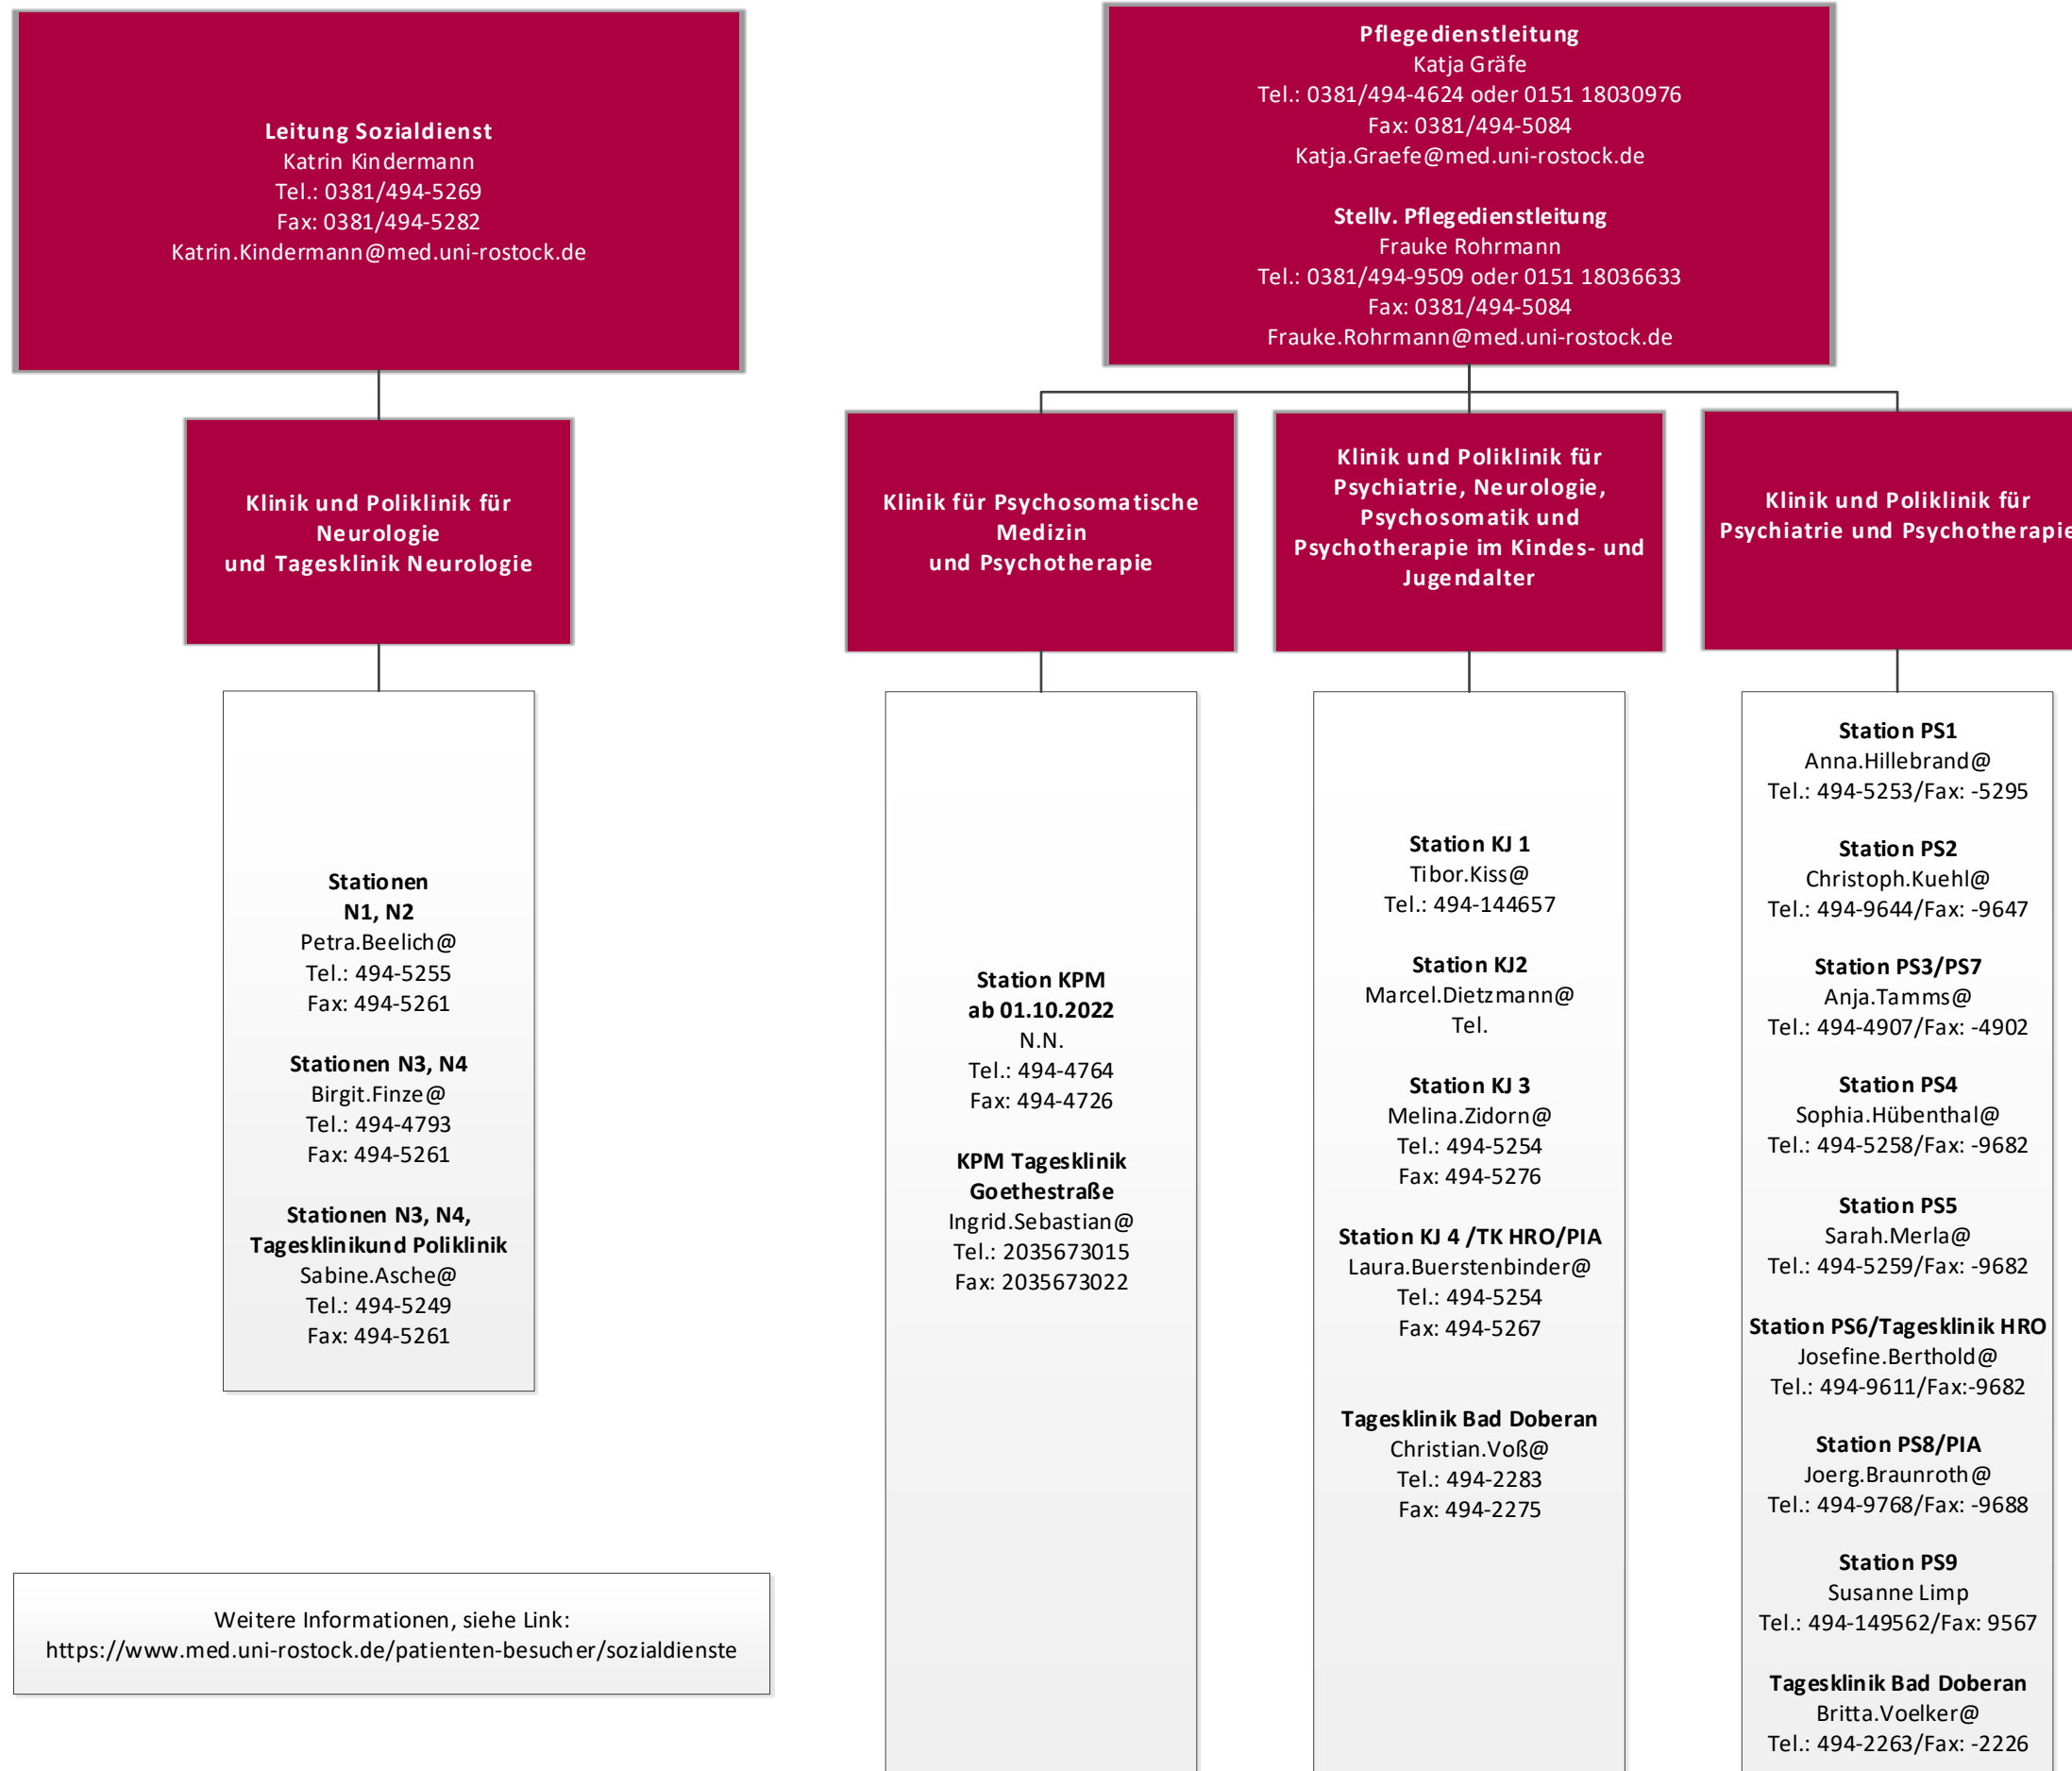 Leitung Sozialdienst
Katrin Kindermann
Tel.: 0381/494-5269
Fax: 0381/494-5282
Katrin.Kindermann@med.uni-rostock.de
Pflegedienstleitung
Katja Gräfe
Tel.: 0381/494-4624 oder 0151 18030976
Fax: 0381/494-5084
Katja.Graefe@med.uni-rostock.de
Stellv. Pflegedienstleitung
Frauke Rohrmann
Tel.: 0381/494-9509 oder 0151 18036633
Fax: 0381/494-5084
Frauke.Rohrmann@med.uni-rostock.de
Klinik und Poliklinik für
Neurologie
und Tagesklinik Neurologie
Klinik für Psychosomatische
Medizin
und Psychotherapie
Klinik und Poliklinik für
Psychiatrie, Neurologie,
Psychosomatik und
Psychotherapie im Kindes- und
Jugendalter
Klinik und Poliklinik für
Psychiatrie und Psychotherapie
Stationen
N1, N2
Petra.Beelich@
Tel.: 494-5255
Fax: 494-5261
Stationen N3, N4
Birgit.Finze@
Tel.: 494-4793
Fax: 494-5261
Stationen N3, N4,
Tagesklinikund Poliklinik
Sabine.Asche@
Tel.: 494-5249
Fax: 494-5261
Station KPM
ab 01.10.2022
N.N.
Tel.: 494-4764
Fax: 494-4726
KPM Tagesklinik
Goethestraße
Ingrid.Sebastian@
Tel.: 2035673015
Fax: 2035673022
Station KJ 1
Tibor.Kiss@
Tel.: 494-144657
Station KJ2
Marcel.Dietzmann@
Tel.
Station KJ 3
Melina.Zidorn@
Tel.: 494-5254
Fax: 494-5276
Station KJ 4 /TK HRO/PIA
Laura.Buerstenbinder@
Tel.: 494-5254
Fax: 494-5267
Tagesklinik Bad Doberan
Christian.Voß@
Tel.: 494-2283
Fax: 494-2275
Station PS1
Anna.Hillebrand@
Tel.: 494-5253/Fax: -5295
Station PS2
Christoph.Kuehl@
Tel.: 494-9644/Fax: -9647
Station PS3/PS7
Anja.Tamms@
Tel.: 494-4907/Fax: -4902
Station PS4
Sophia.Hübenthal@
Tel.: 494-5258/Fax: -9682
Station PS5
Sarah.Merla@
Tel.: 494-5259/Fax: -9682
Station PS6/Tagesklinik HRO
Josefine.Berthold@
Tel.: 494-9611/Fax:-9682
Station PS8/PIA
Joerg.Braunroth@
Tel.: 494-9768/Fax: -9688
Station PS9
Susanne Limp
Tel.: 494-149562/Fax: 9567
Tagesklinik Bad Doberan
Britta.Voelker@
Tel.: 494-2263/Fax: -2226
Weitere Informationen, siehe Link:
https://www.med.uni-rostock.de/patienten-besucher/sozialdienste